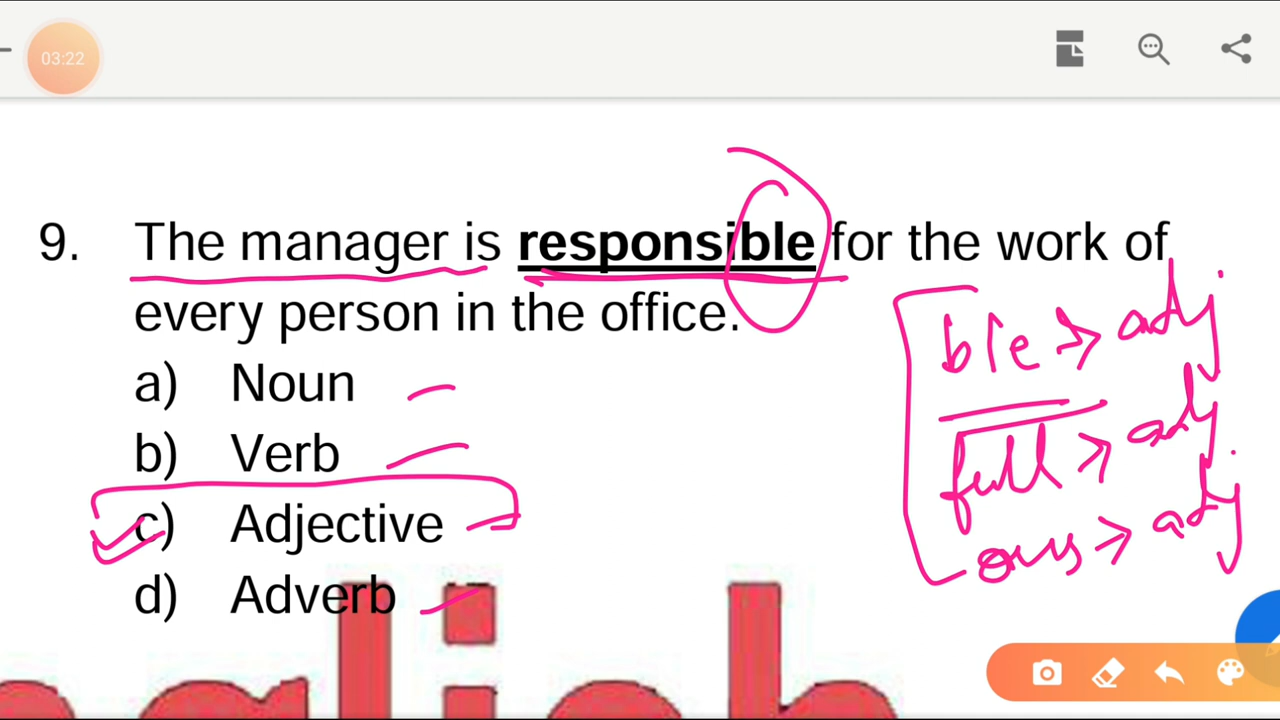 03:22
9. The manager is responsible for the work of
every person in the office.
a) Noun
b) Verb
c) Adjective
d) Adverb
ble > adj
full > adj
ous > adj